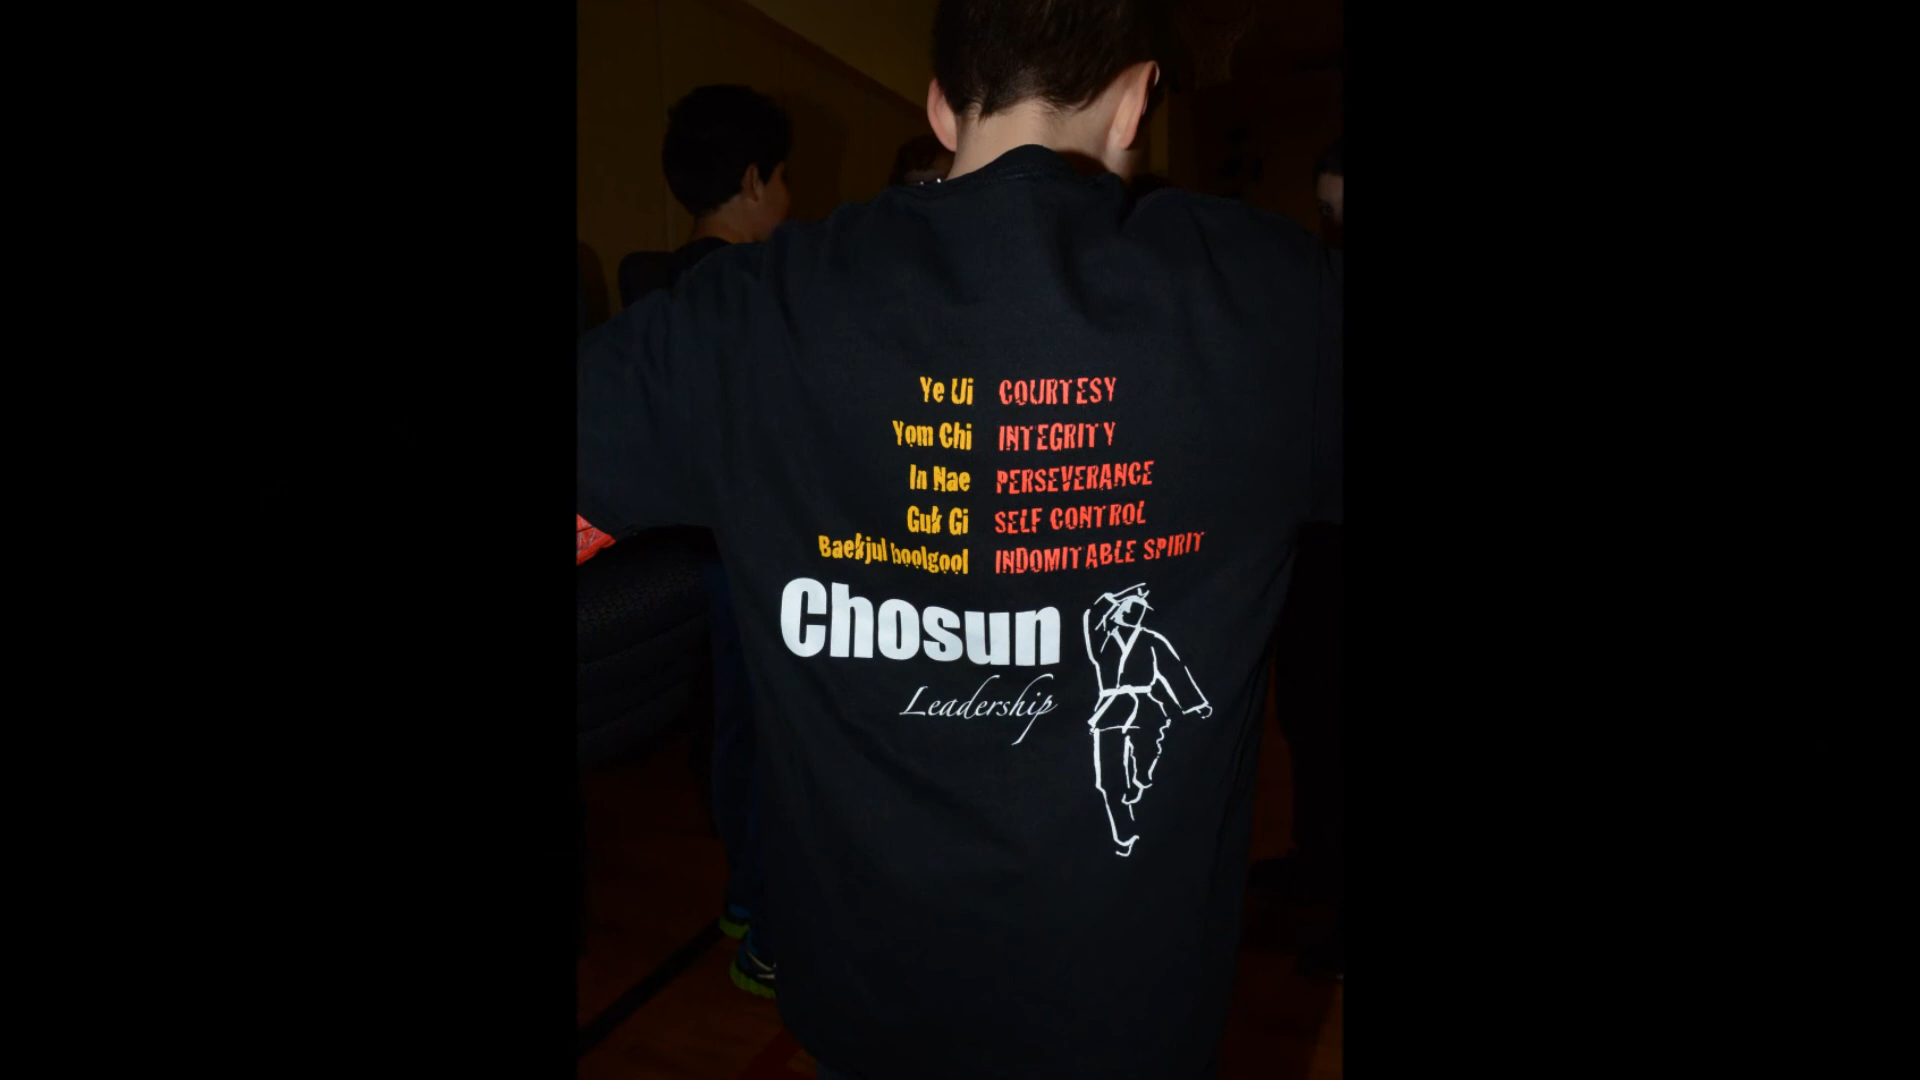 Ye Ui COURTESY
Yom Chi INTEGRITY
In Nae PERSEVERANCE
Guk Gi SELF CONTROL
Baekjul boolgool INDOMITABLE SPIRIT
Chosun
Leadership